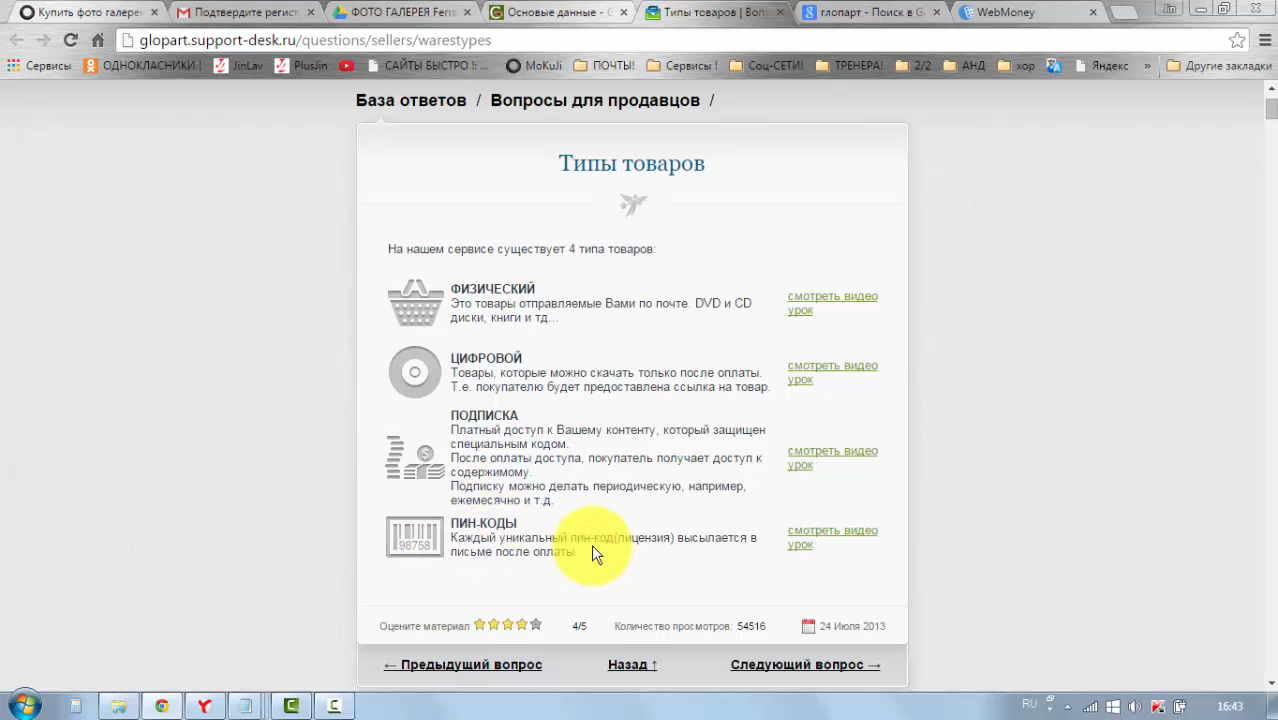 Купить фото галерею
Подтвердите регист
ФОТО ГАЛЕРЕЯ Ferra
Основые данные - G
Типы товаров | Воп
глопарт - Поиск в G
WebMoney
glopart.support-desk.ru/questions/sellers/warestypes
Сервисы
ОДНОКЛАСНИКИ
JinLav
PlusJin
САЙТЫ БЫСТРО !: ...
MoKuJi
ПОЧТЫ!
Сервисы !
Соц-СЕТИ!
ТРЕНЕРА!
2/2
АНД
хор
Яндекс
»
Другие закладки
База ответов / Вопросы для продавцов /
Типы товаров
На нашем сервисе существует 4 типа товаров:
ФИЗИЧЕСКИЙ
Это товары отправляемые Вами по почте. DVD и CD
диски, книги и тд...
смотреть видео
урок
ЦИФРОВОЙ
Товары, которые можно скачать только после оплаты.
Т.е. покупателю будет предоставлена ссылка на товар.
смотреть видео
урок
ПОДПИСКА
Платный доступ к Вашему контенту, который защищен
специальным кодом.
После оплаты доступа, покупатель получает доступ к
содержимому.
Подписку можно делать периодическую, например,
ежемесячно и т.д.
смотреть видео
урок
98758
ПИН-КОДЫ
Каждый уникальный пин-код(лицензия) высылается в
письме после оплаты.
смотреть видео
урок
Оцените материал 4/5 Количество просмотров: 54516 24 Июля 2013
← Предыдущий вопрос Назад ↑ Следующий вопрос →
RU 16:43